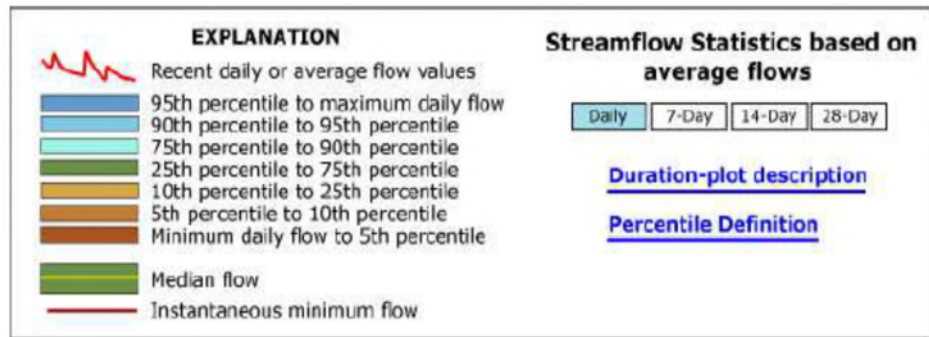 EXPLANATION
Recent daily or average flow values
95th percentile to maximum daily flow
90th percentile to 95th percentile
75th percentile to 90th percentile
25th percentile to 75th percentile
10th percentile to 25th percentile
5th percentile to 10th percentile
Minimum daily flow to 5th percentile
Median flow
Instantaneous minimum flow
Streamflow Statistics based on
average flows
Daily 7-Day 14-Day 28-Day
Duration-plot description
Percentile Definition